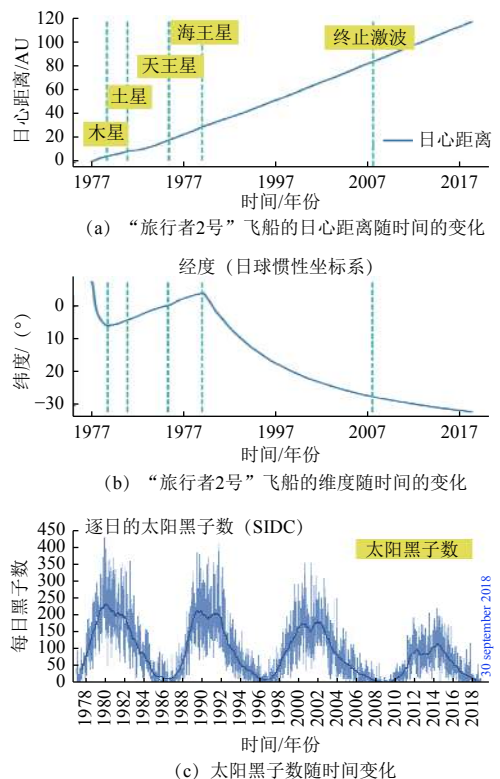 120
100
80
60
40
20
0
日心距离/AU
海王星
天王星
土星
木星
终止激波
日心距离
1977 1977 1997 2007 2017
时间/年份
(a) “旅行者2号”飞船的日心距离随时间的变化
经度（日球惯性坐标系）
0
10
20
20
−30
纬度/（°）
1977 1977 1997 2007 2017
时间/年份
(b) “旅行者2号”飞船的维度随时间的变化
逐日的太阳黑子数（SIDC）
太阳黑子数
450
400
350
300
250
200
150
100
50
0
每日黑子数
30 september 2018
1978 1980 1982 1984 1986 1988 1990 1992 1994 1996 1998 2000 2002 2004 2006 2008 2010 2012 2014 2016 2018
时间/年份
(c) 太阳黑子数随时间变化